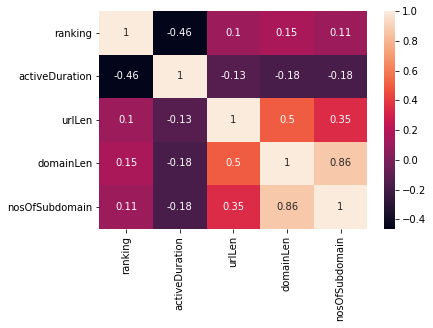 ranking 1 -0.46 0.1 0.15 0.11
activeDuration -0.46 1 -0.13 -0.18 -0.18
urlLen 0.1 -0.13 1 0.5 0.35
domainLen 0.15 -0.18 0.5 1 0.86
nosOfSubdomain 0.11 -0.18 0.35 0.86 1
ranking
activeDuration
urlLen
domainLen
nosOfSubdomain
1.0
0.8
0.6
0.4
0.2
0.0
−0.2
−0.4